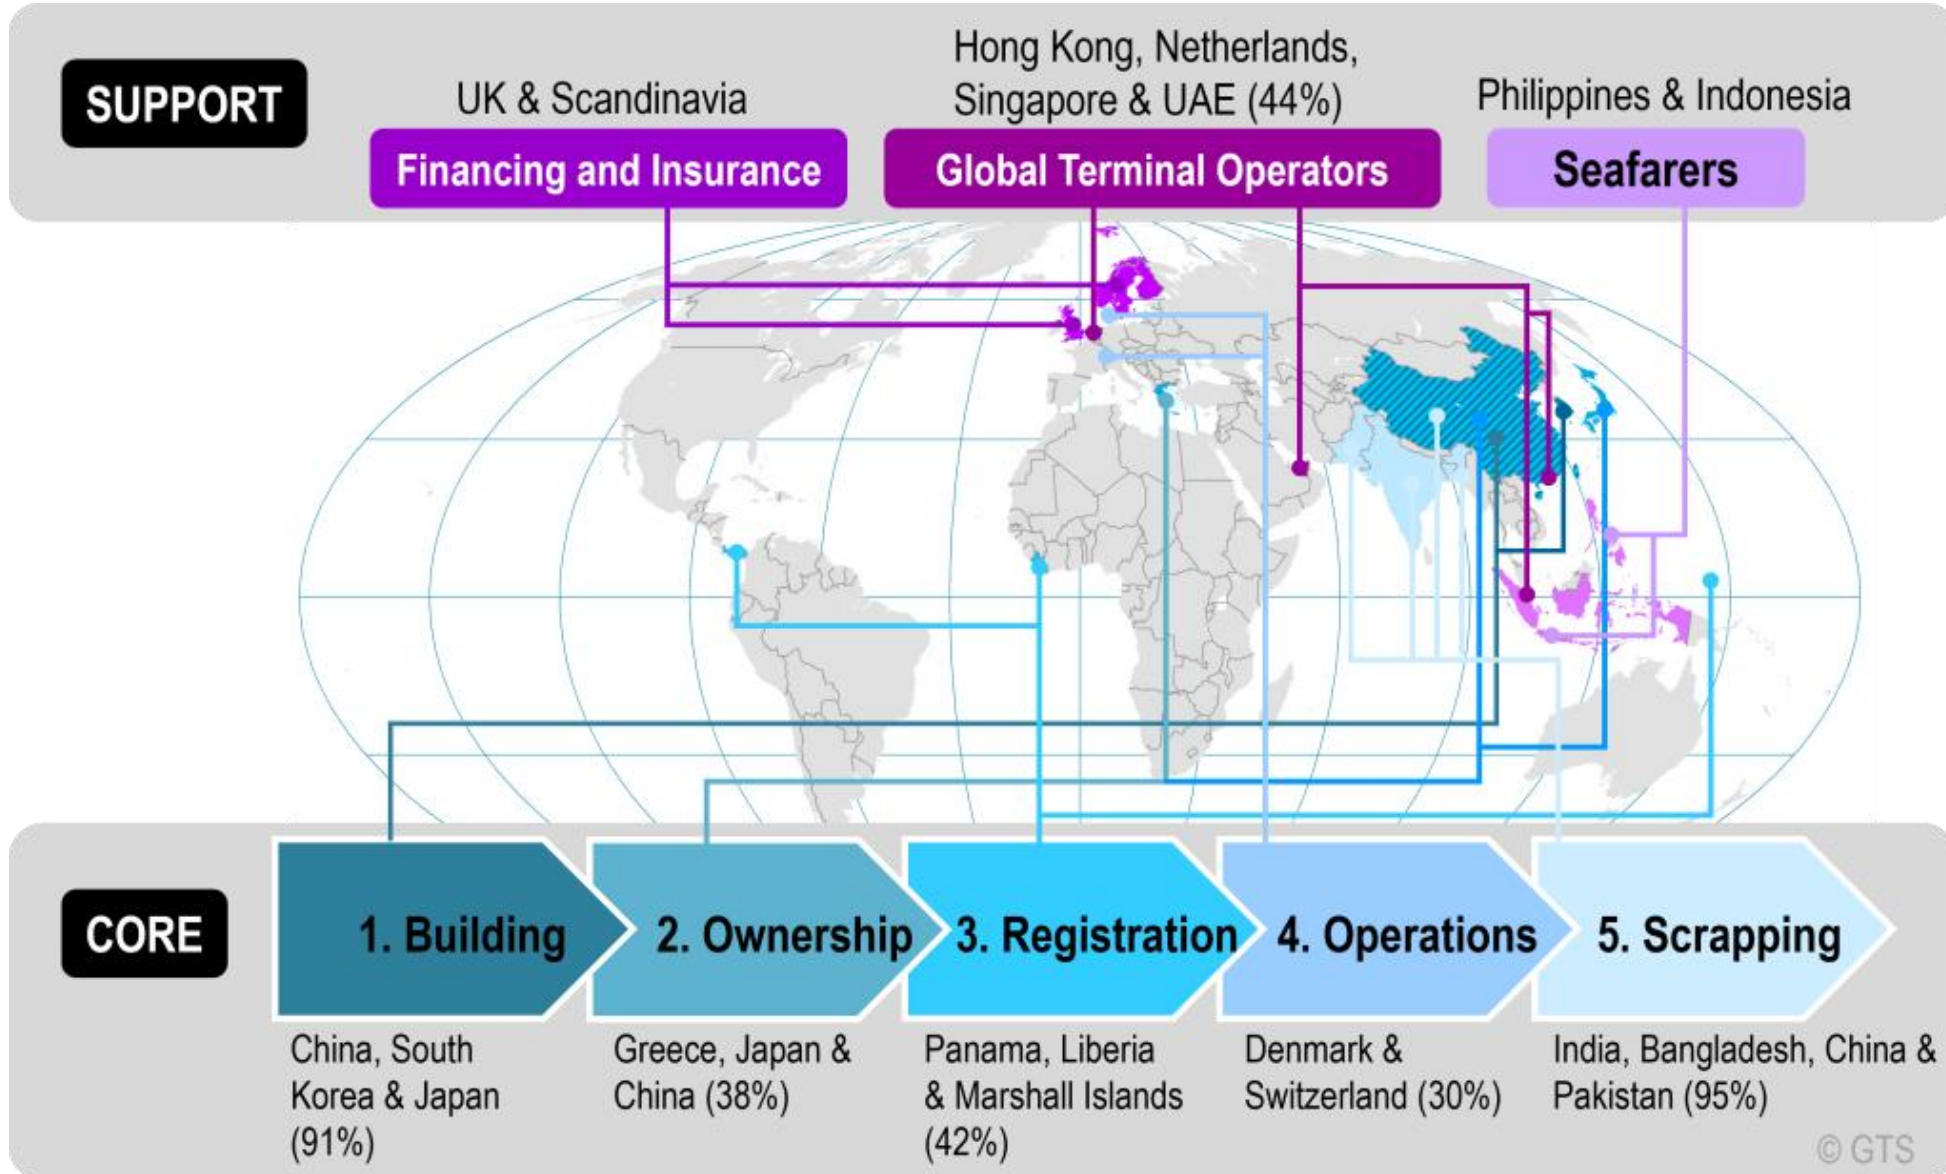 SUPPORT
UK & Scandinavia
Financing and Insurance
Hong Kong, Netherlands,
Singapore & UAE (44%)
Global Terminal Operators
Philippines & Indonesia
Seafarers
CORE
1. Building
China, South
Korea & Japan
(91%)
2. Ownership
Greece, Japan &
China (38%)
3. Registration
Panama, Liberia
& Marshall Islands
(42%)
4. Operations
Denmark &
Switzerland (30%)
5. Scrapping
India, Bangladesh, China &
Pakistan (95%)
© GTS